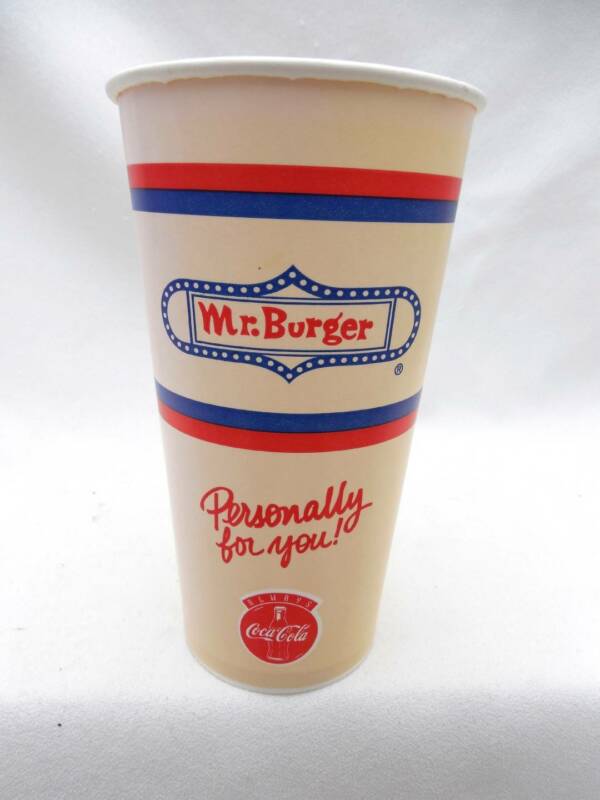 Mr. Burger
®
Personally
for you!
ALWAYS
Coca-Cola